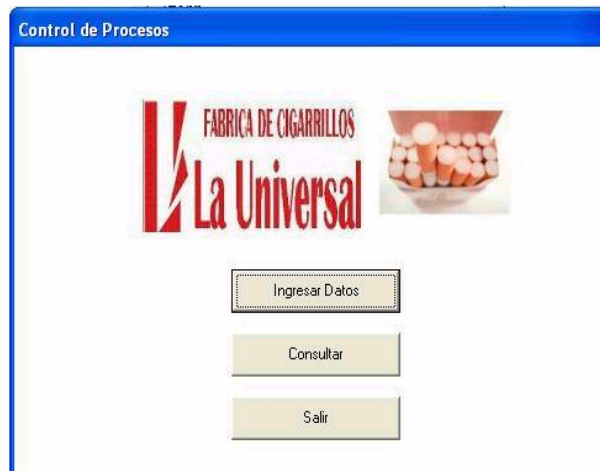 Control de Procesos
FABRICA DE CIGARRILLOS
La Universal
Ingresar Datos
Consultar
Salir